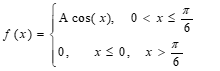 f(x) = { A cos(x), 0 < x ≤ π/6
0, x ≤ 0, x > π/6